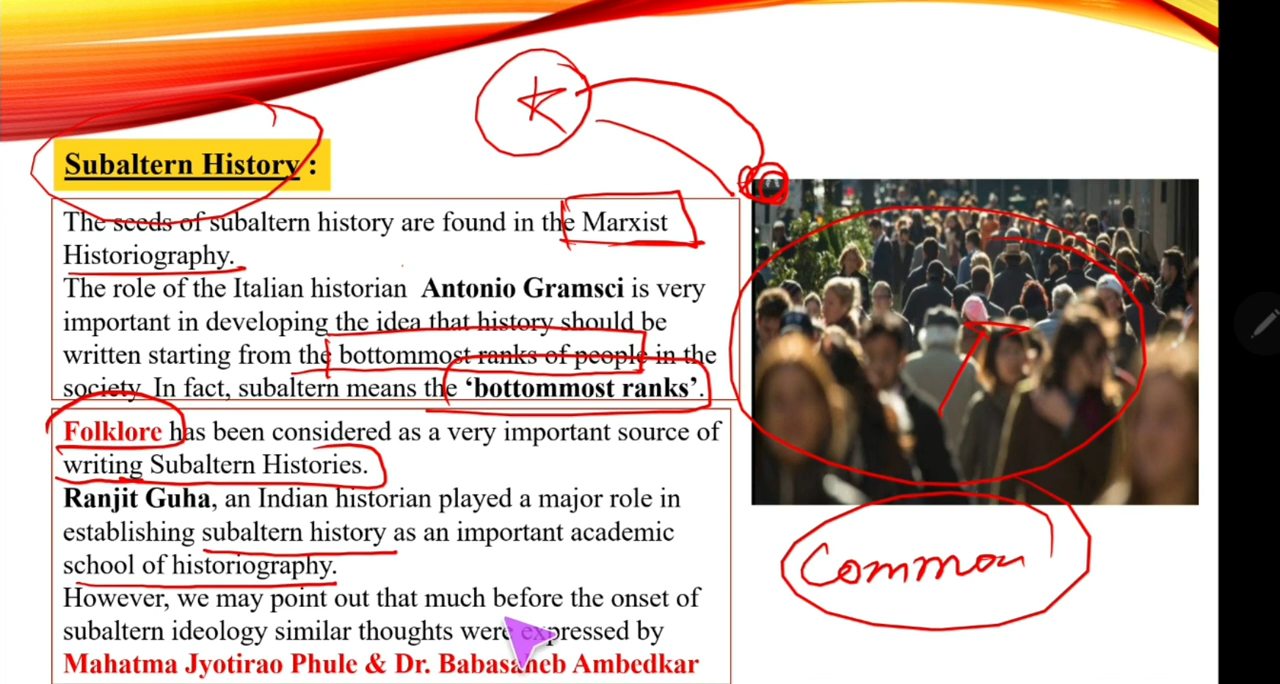 Subaltern History :
The seeds of subaltern history are found in the Marxist
Historiography.
The role of the Italian historian Antonio Gramsci is very
important in developing the idea that history should be
written starting from the bottommost ranks of people in the
society. In fact, subaltern means the ‘bottommost ranks’.
Folklore has been considered as a very important source of
writing Subaltern Histories.
Ranjit Guha, an Indian historian played a major role in
establishing subaltern history as an important academic
school of historiography.
However, we may point out that much before the onset of
subaltern ideology similar thoughts were expressed by
Mahatma Jyotirao Phule & Dr. Babasaheb Ambedkar
Common